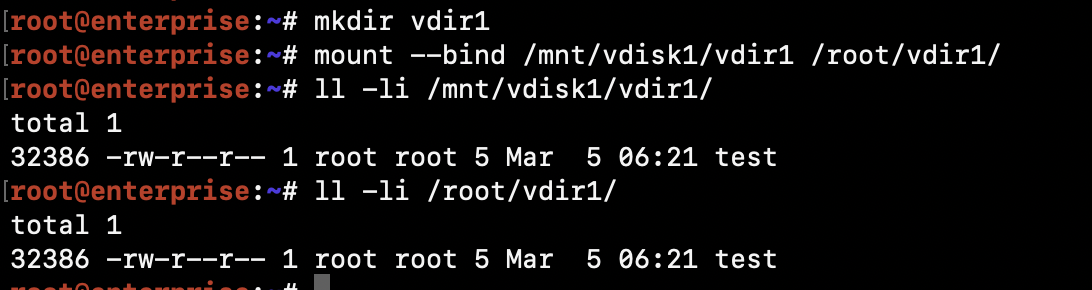 [root@enterprise:~# mkdir vdir1
[root@enterprise:~# mount --bind /mnt/vdisk1/vdir1 /root/vdir1/
[root@enterprise:~# ll -li /mnt/vdisk1/vdir1/
total 1
32386 -rw-r--r-- 1 root root 5 Mar  5 06:21 test
[root@enterprise:~# ll -li /root/vdir1/
total 1
32386 -rw-r--r-- 1 root root 5 Mar  5 06:21 test
root@enterprise:~#